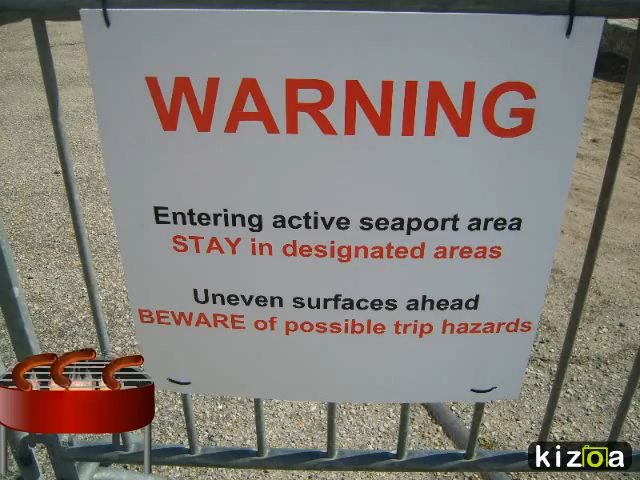 WARNING
Entering active seaport area
STAY in designated areas
Uneven surfaces ahead
BEWARE of possible trip hazards
kizoa